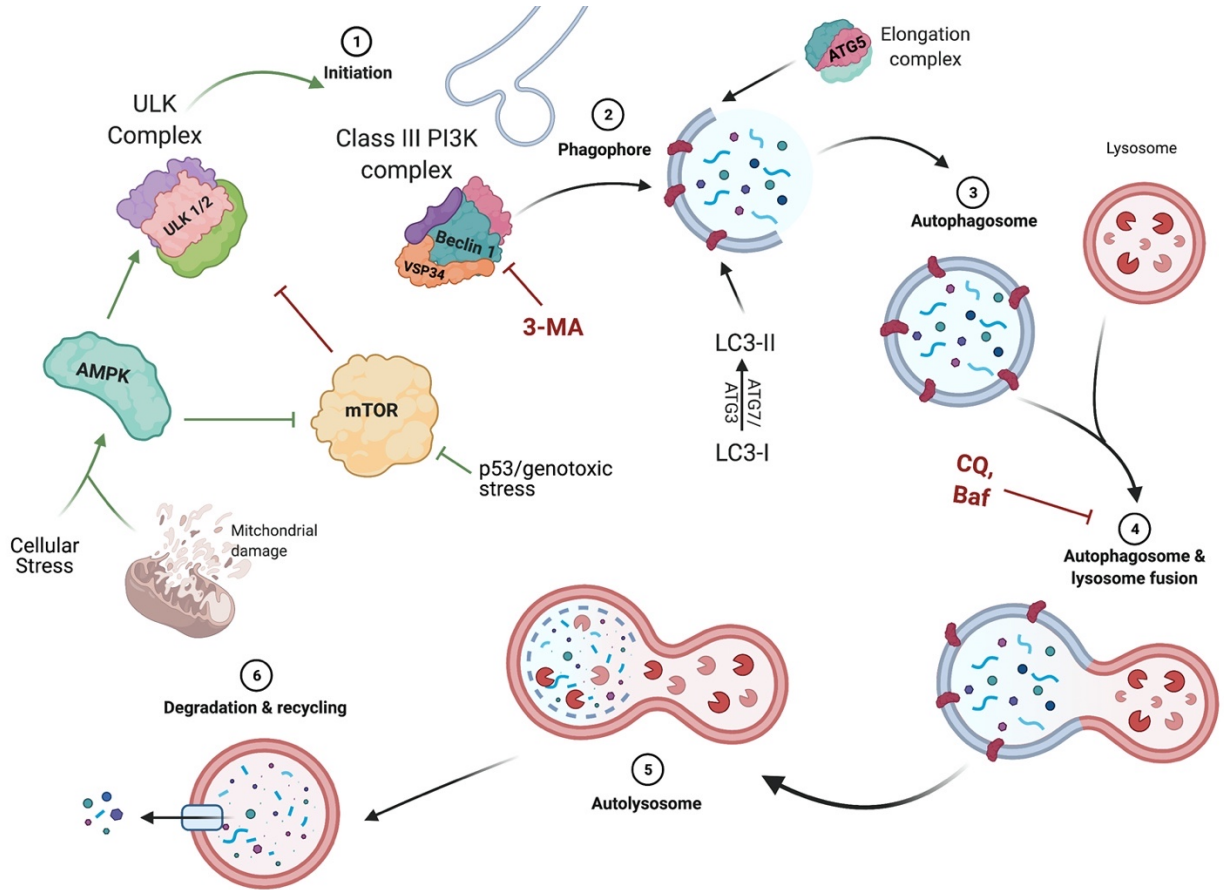 1
Initiation
ULK
Complex
ULK 1/2
Class III PI3K
complex
Beclin 1
VSP34
3-MA
2
Phagophore
ATG5
Elongation
complex
LC3-II
ATG7/
ATG3
LC3-I
3
Autophagosome
Lysosome
AMPK
mTOR
p53/genotoxic
stress
Cellular
Stress
Mitchondrial
damage
CQ,
Baf
4
Autophagosome &
lysosome fusion
5
Autolysosome
6
Degradation & recycling